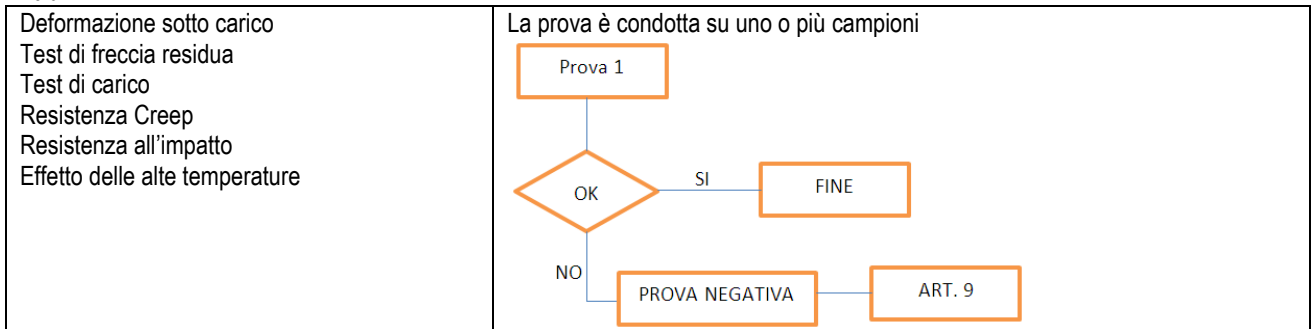 Deformazione sotto carico
Test di freccia residua
Test di carico
Resistenza Creep
Resistenza all'impatto
Effetto delle alte temperature
La prova è condotta su uno o più campioni
Prova 1
OK
SI
FINE
NO
PROVA NEGATIVA
ART. 9